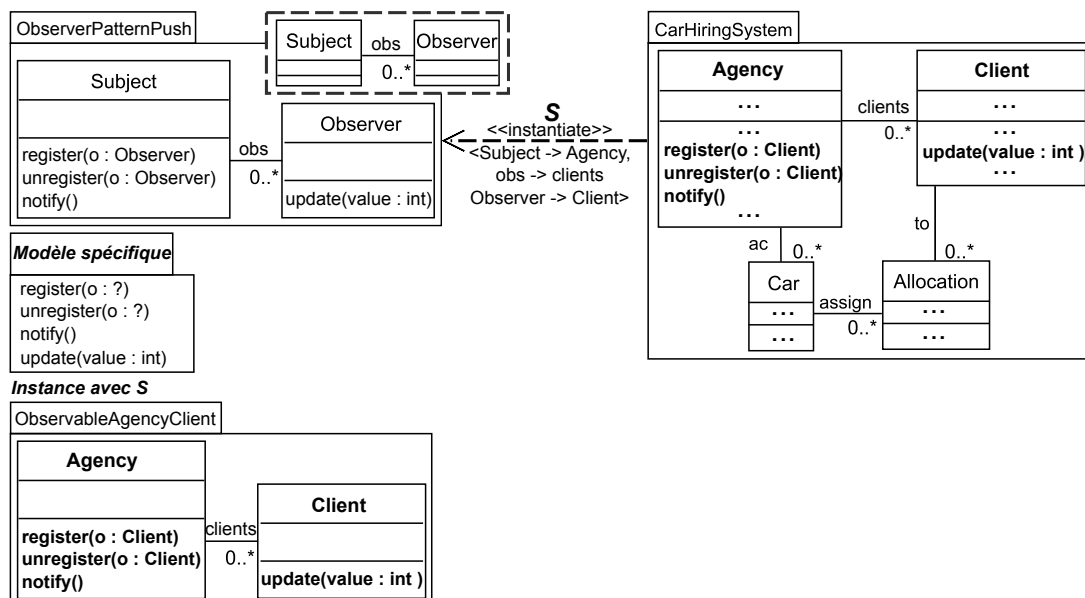 ObserverPatternPush
Subject
obs
Observer
0..*
Subject
register(o : Observer)
unregister(o : Observer)
notify()
obs
0..*
Observer
update(value : int)
S
<<instantiate>>
<Subject -> Agency,
obs -> clients
Observer -> Client>
CarHiringSystem
Agency
...
...
register(o : Client)
unregister(o : Client)
notify()
...
clients
0..*
Client
...
...
update(value : int )
...
ac
0..*
to
0..*
Car
...
...
assign
0..*
Allocation
...
...
Modèle spécifique
register(o : ?)
unregister(o : ?)
notify()
update(value : int)
Instance avec S
ObservableAgencyClient
Agency
register(o : Client)
unregister(o : Client)
notify()
clients
0..*
Client
update(value : int )